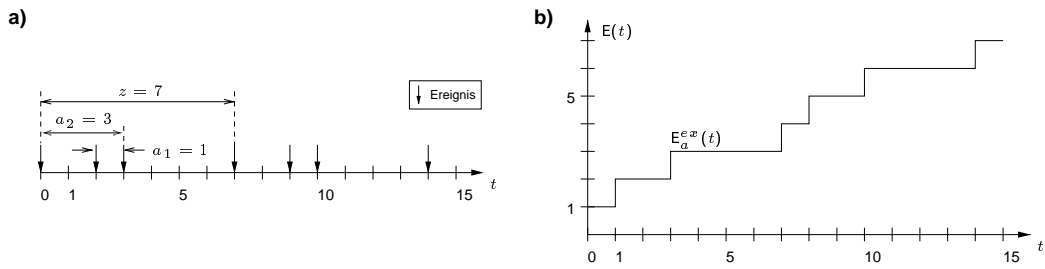 a)
z = 7
a2 = 3
a1 = 1
Ereignis
0 1 5 10 15 t
b)
E(t)
5
E_a^ex(t)
1
0 1 5 10 15 t